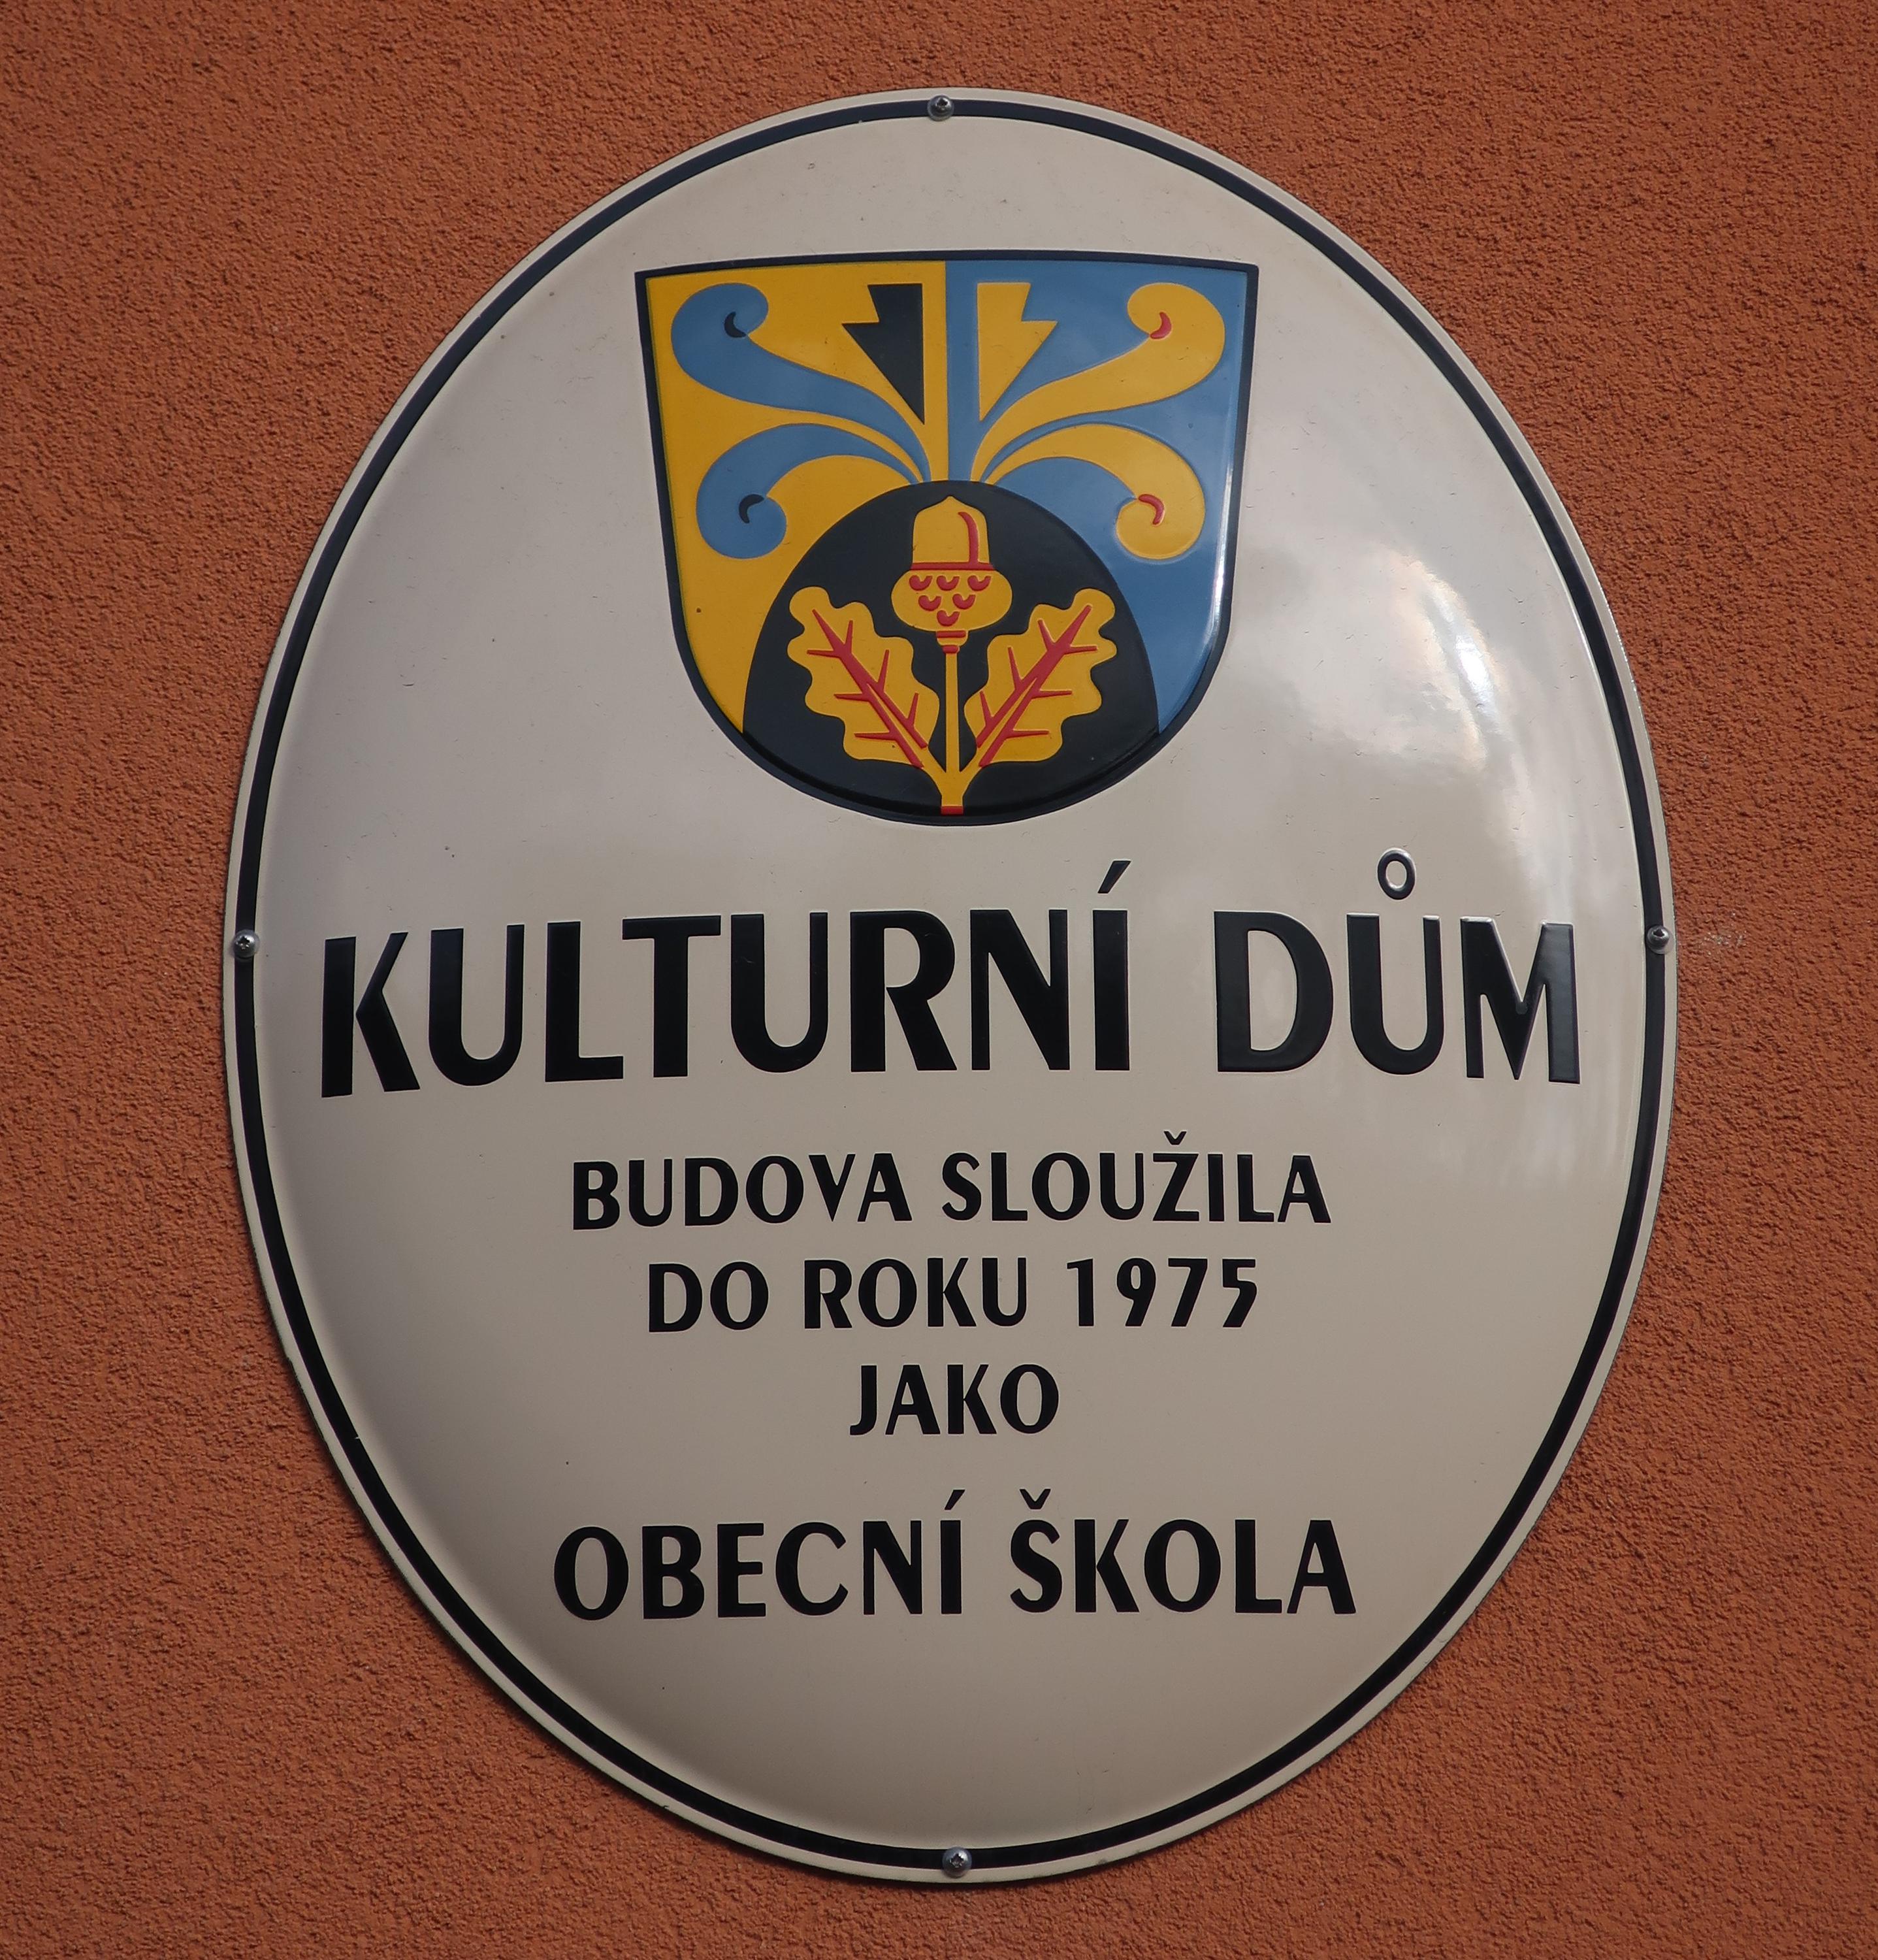 KULTURNÍ DŮM
BUDOVA SLOUŽILA
DO ROKU 1975
JAKO
OBECNÍ ŠKOLA